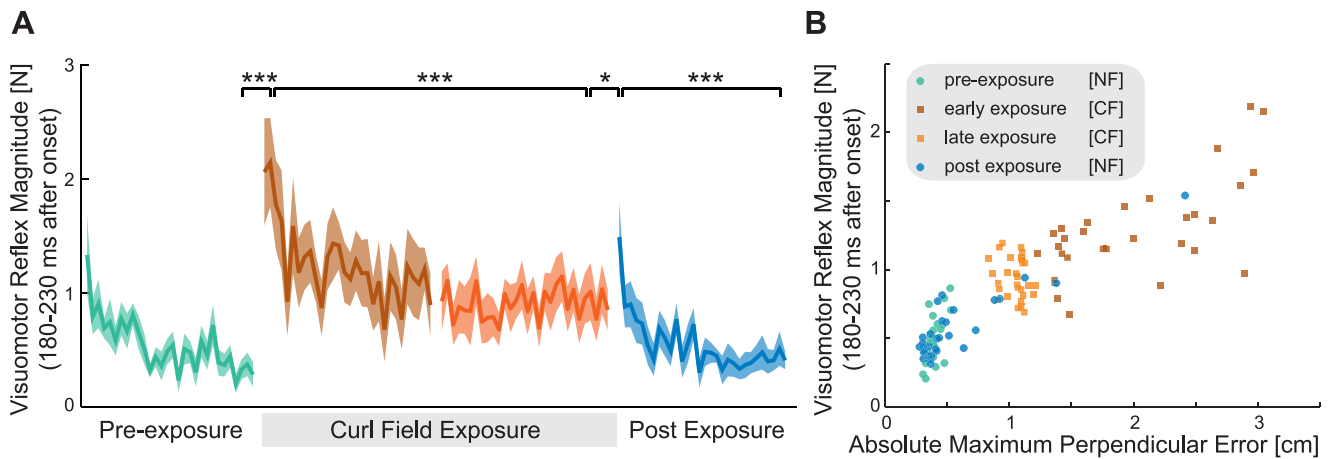 A
Visuomotor Reflex Magnitude [N]
(180-230 ms after onset)
3
2
1
0
***
***
*
***
Pre-exposure
Curl Field Exposure
Post Exposure
B
Visuomotor Reflex Magnitude [N]
(180-230 ms after onset)
2
1
0
pre-exposure [NF]
early exposure [CF]
late exposure [CF]
post exposure [NF]
0
1
2
3
Absolute Maximum Perpendicular Error [cm]